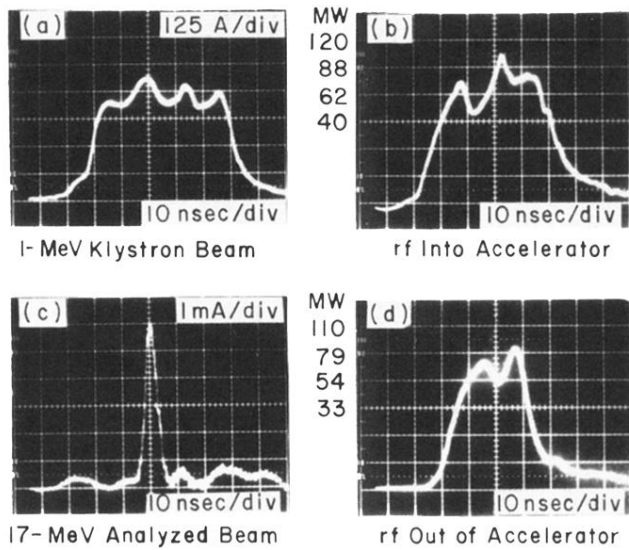 (a) 125 A/div
10 nsec/div
1-MeV Klystron Beam
MW
120
88
62
40
(b)
10 nsec/div
rf Into Accelerator
(c) 1mA/div
10 nsec/div
17-MeV Analyzed Beam
MW
110
79
54
33
(d)
10 nsec/div
rf Out of Accelerator